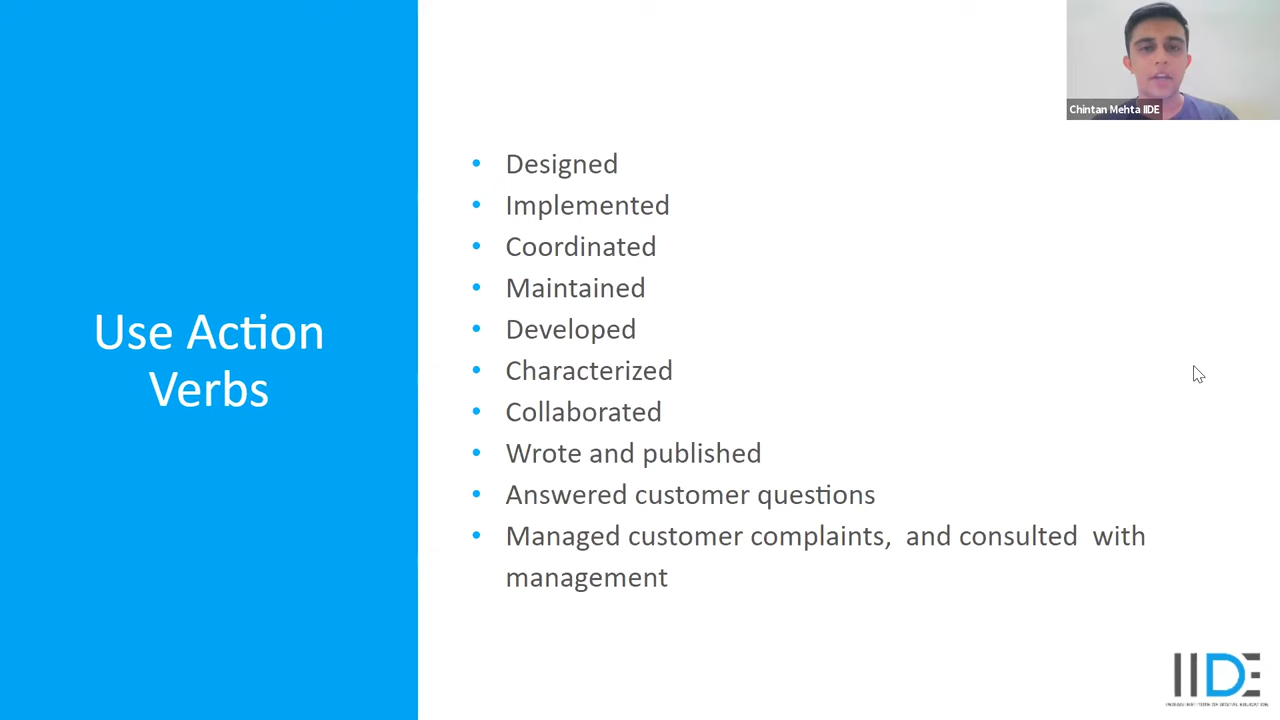 Chintan Mehta IIDE
Use Action
Verbs
• Designed
• Implemented
• Coordinated
• Maintained
• Developed
• Characterized
• Collaborated
• Wrote and published
• Answered customer questions
• Managed customer complaints,  and consulted  with
management
IIDE